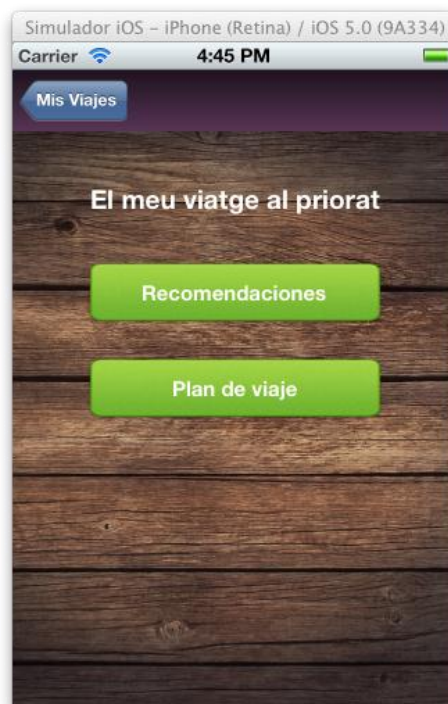 Simulador iOS – iPhone (Retina) / iOS 5.0 (9A334)
Carrier 4:45 PM
Mis Viajes
El meu viatge al priorat
Recomendaciones
Plan de viaje